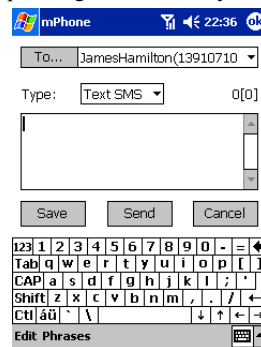 mPhone 22:36 ok
To... JamesHamilton(13910710
Type: Text SMS 0[0]
Save Send Cancel
123 1 2 3 4 5 6 7 8 9 0 - =
Tab q w e r t y u i o p [ ]
CAP a s d f g h j k l ; '
Shift z x c v b n m , . /
Ctl áü ` \
Edit Phrases